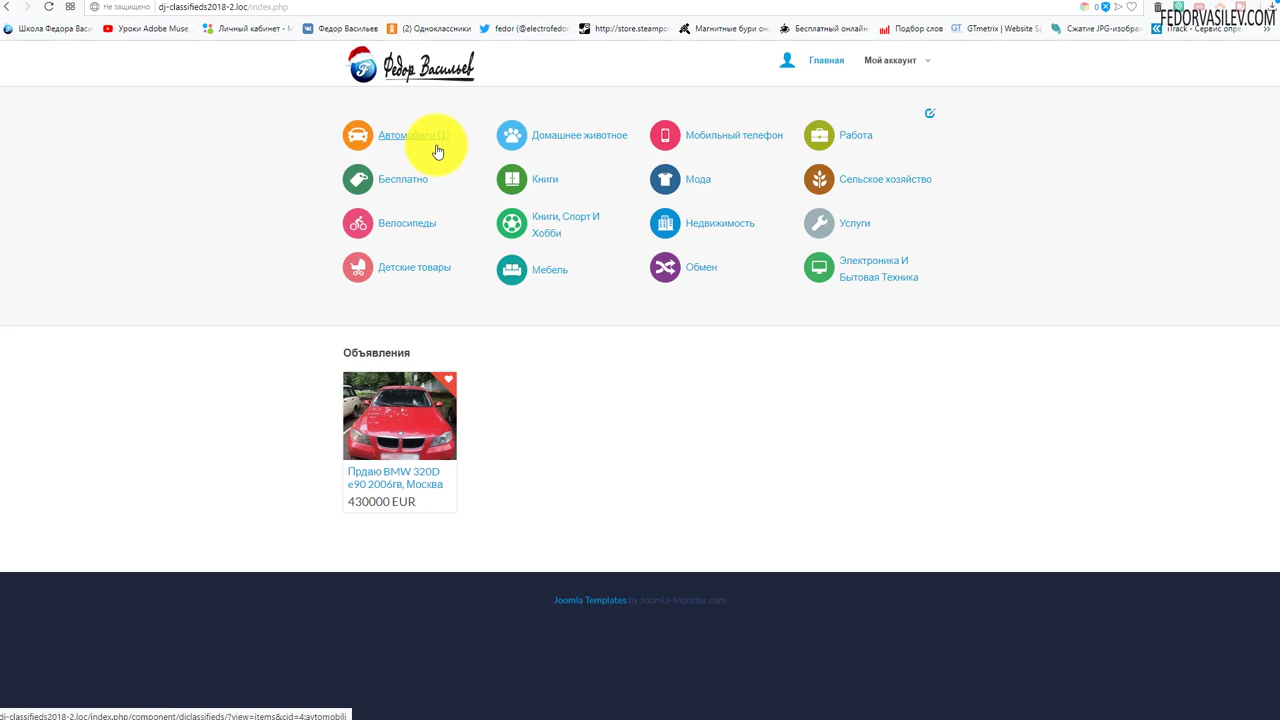 Не защищено
dj-classifieds2018-2.loc/index.php
FEDORVASILEV.COM
Школа Федора Васи
Уроки Adobe Muse,
Личный кабинет - М
Федор Васильев
(2) Одноклассники
fedor (@electrofedor
http://store.steampo
Магнитные бури он
Бесплатный онлайн
Подбор слов
GTmetrix | Website S
Сжатие JPG-изобра
iTrack - Сервис опре
Федор Васильев
Главная
Мой аккаунт
Автомобили (1)
Домашнее животное
Мобильный телефон
Работа
Бесплатно
Книги
Мода
Сельское хозяйство
Велосипеды
Книги, Спорт И
Хобби
Недвижимость
Услуги
Детские товары
Мебель
Обмен
Электроника И
Бытовая Техника
Объявления
Прдаю BMW 320D
e90 2006гв, Москва
430000 EUR
Joomla Templates by Joomla-Monster.com
dj-classifieds2018-2.loc/index.php/component/djclassifieds/?view=items&cid=4:avtomobili